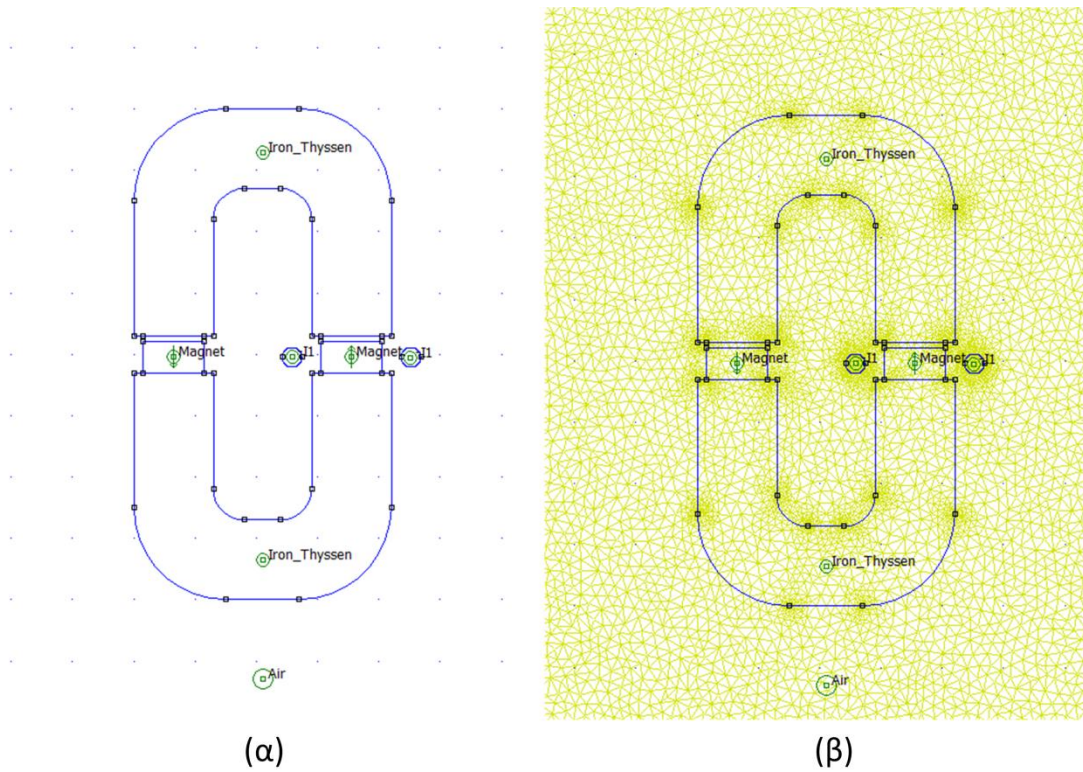 Iron_Thyssen
Magnet
I1
Magnet
I1
Iron_Thyssen
Air
(α)
Iron_Thyssen
Magnet
I1
Magnet
I1
Iron_Thyssen
Air
(β)